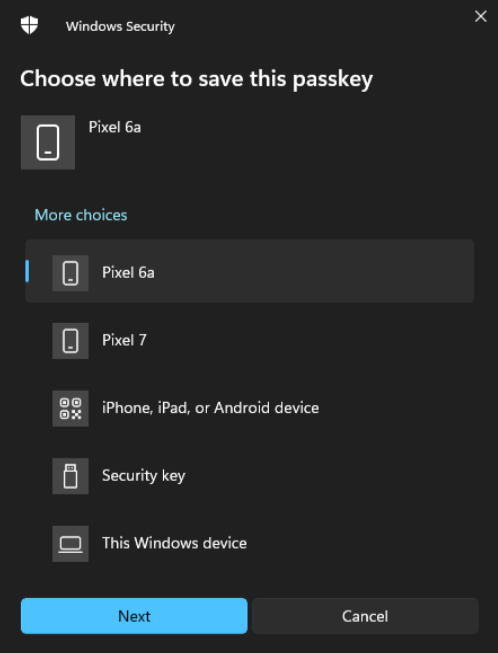 Windows Security
Choose where to save this passkey
Pixel 6a
More choices
Pixel 6a
Pixel 7
iPhone, iPad, or Android device
Security key
This Windows device
Next
Cancel